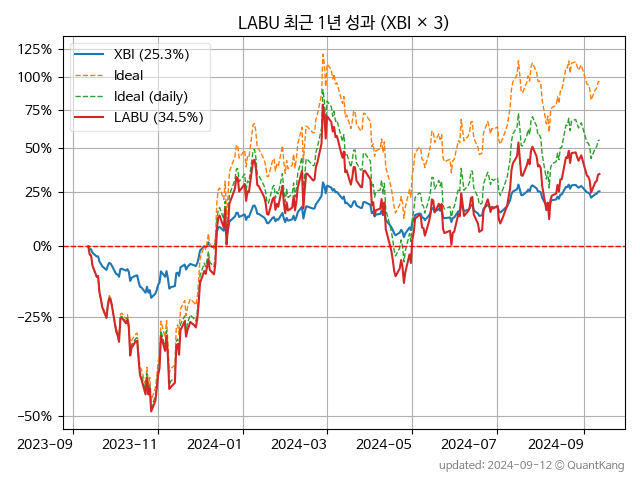 LABU 최근 1년 성과 (XBI × 3)
125%
100%
75%
50%
25%
0%
−25%
−50%
XBI (25.3%)
Ideal
Ideal (daily)
LABU (34.5%)
2023-09
2023-11
2024-01
2024-03
2024-05
2024-07
2024-09
updated: 2024-09-12 © QuantKang